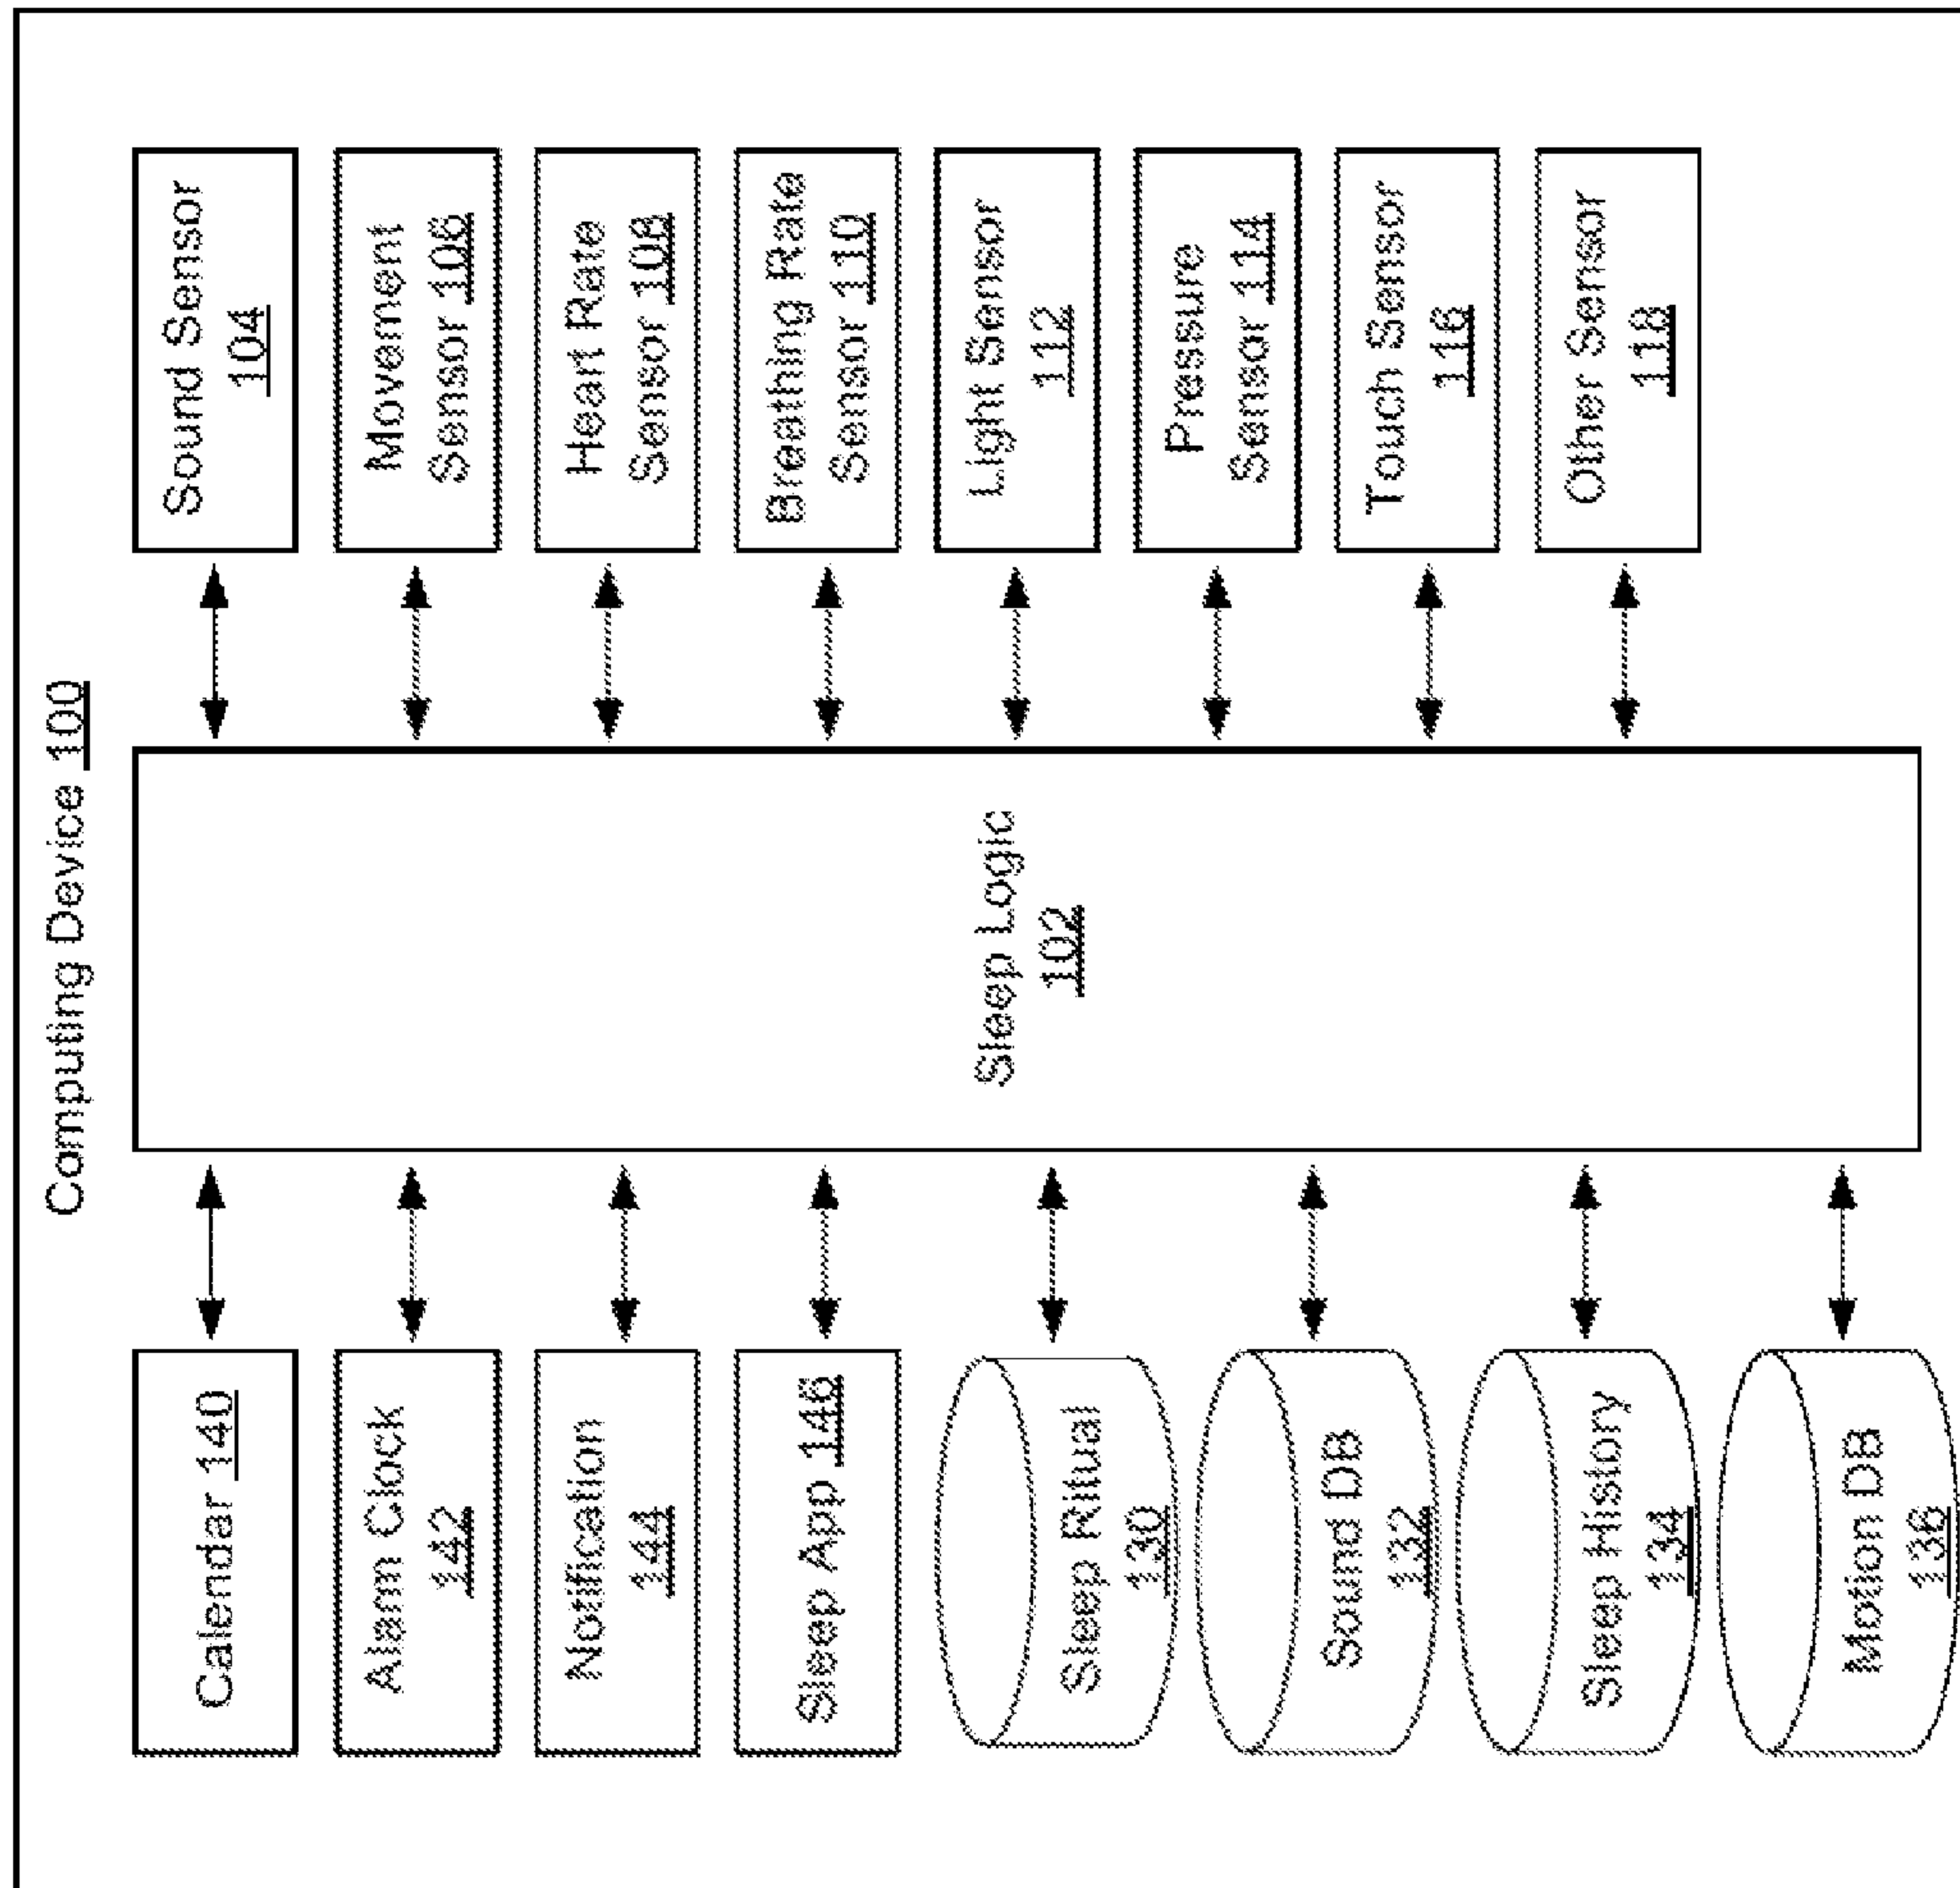 Computing Device 100
Calendar 140
Alarm Clock
142
Notification
144
Sleep App 146
Sleep Ritual
130
Sound DB
132
Sleep History
134
Motion DB
136
Sleep Logic
102
Sound Sensor
104
Movement
Sensor 106
Heart Rate
Sensor 108
Breathing Rate
Sensor 110
Light Sensor
112
Pressure
Sensor 114
Touch Sensor
116
Other Sensor
118